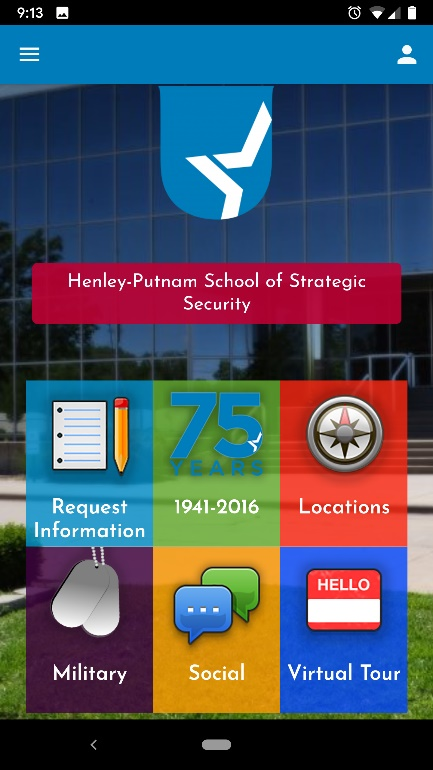 9:13
Henley-Putnam School of Strategic
Security
75
YEARS
Request
Information
1941-2016
Locations
HELLO
Military
Social
Virtual Tour